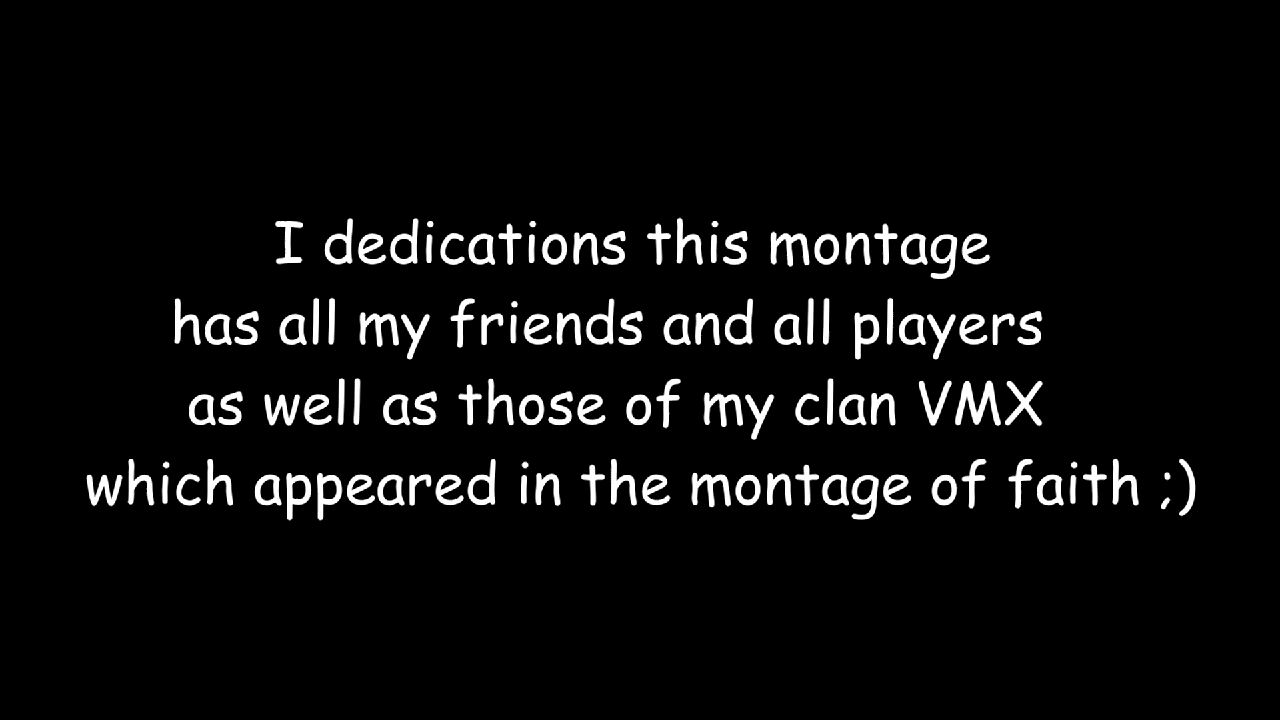 I dedications this montage
has all my friends and all players
as well as those of my clan VMX
which appeared in the montage of faith ;)